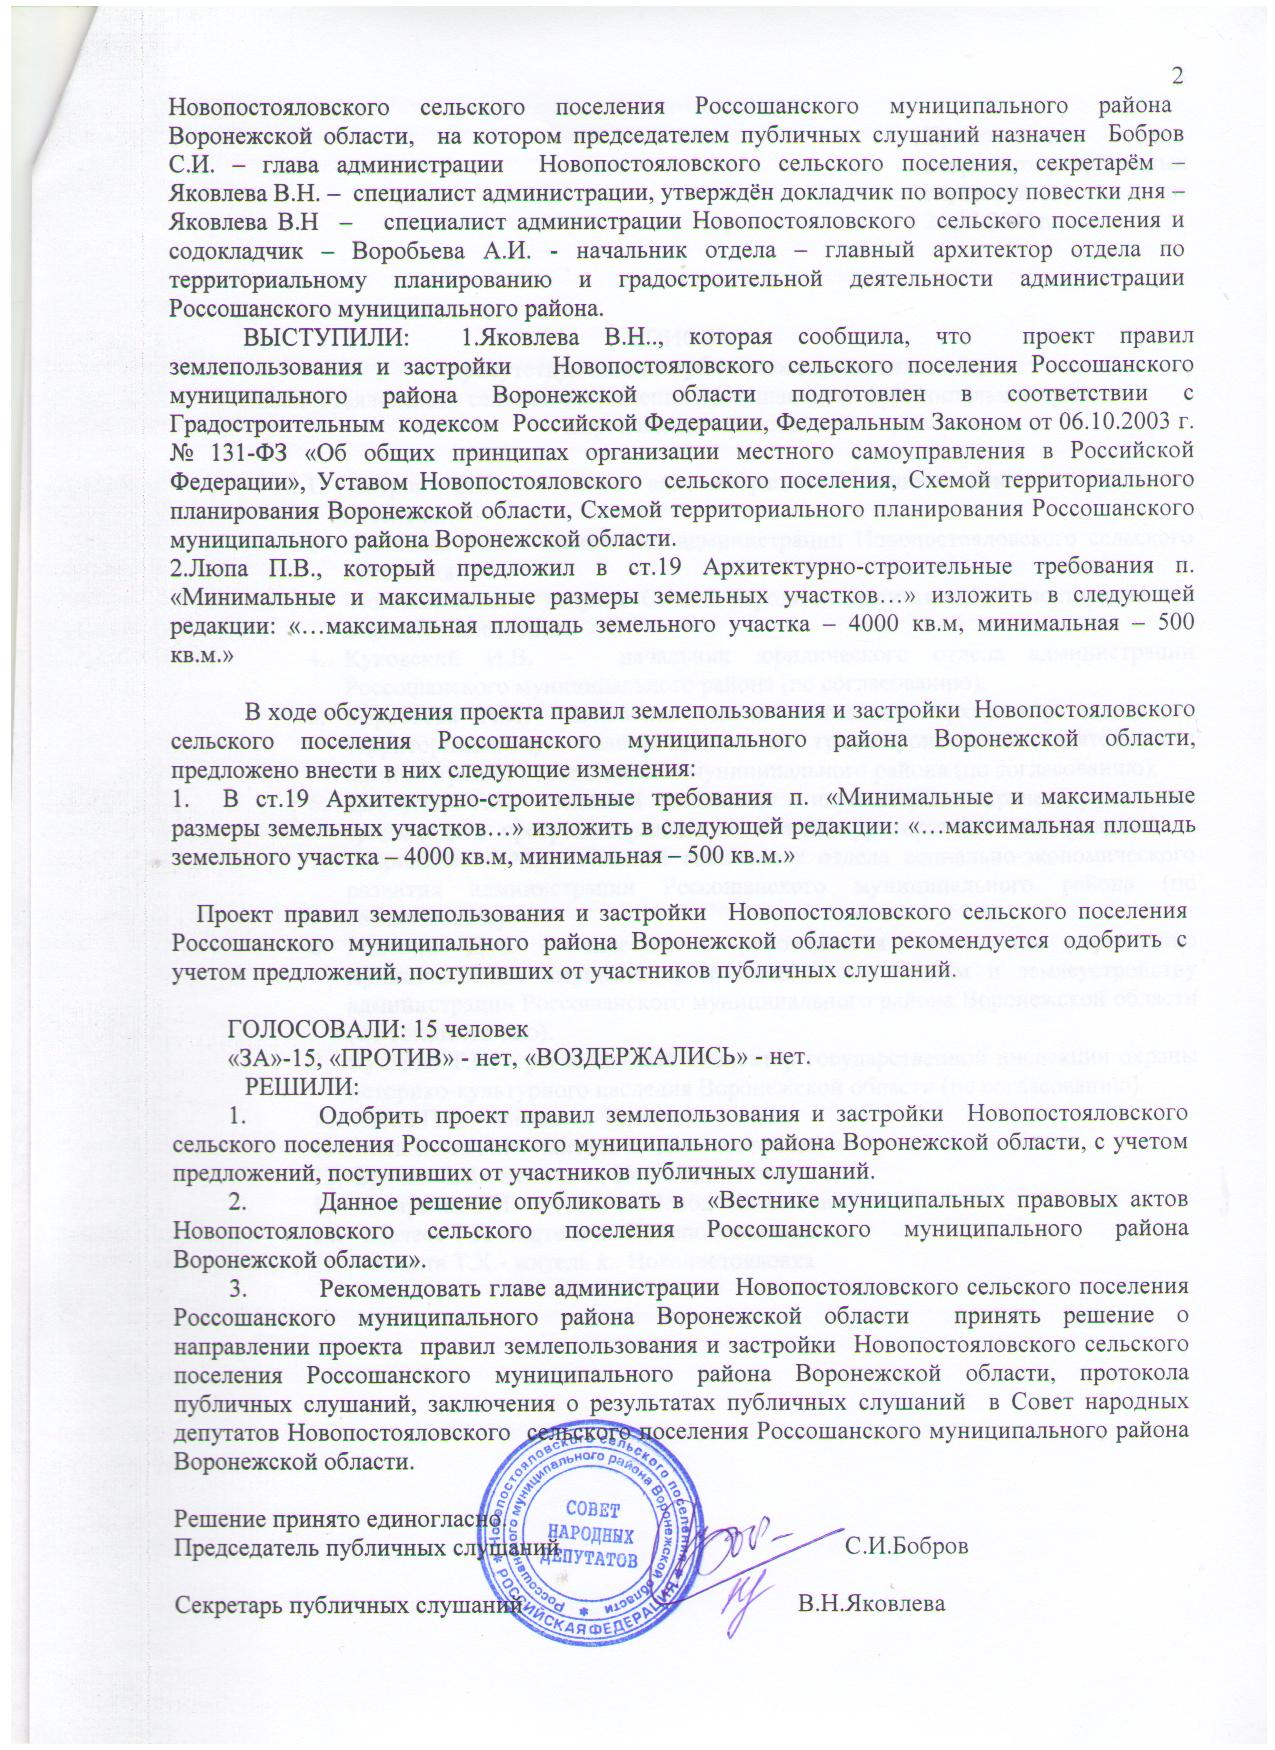 2
Новопостояловского сельского поселения Россошанского муниципального района
Воронежской области, на котором председателем публичных слушаний назначен Бобров
С.И. – глава администрации Новопостояловского сельского поселения, секретарём –
Яковлева В.Н. – специалист администрации, утверждён докладчик по вопросу повестки дня –
Яковлева В.Н – специалист администрации Новопостояловского сельского поселения и
содокладчик – Воробьева А.И. - начальник отдела – главный архитектор отдела по
территориальному планированию и градостроительной деятельности администрации
Россошанского муниципального района.
ВЫСТУПИЛИ: 1.Яковлева В.Н.., которая сообщила, что проект правил
землепользования и застройки Новопостояловского сельского поселения Россошанского
муниципального района Воронежской области подготовлен в соответствии с
Градостроительным кодексом Российской Федерации, Федеральным Законом от 06.10.2003 г.
№ 131-ФЗ «Об общих принципах организации местного самоуправления в Российской
Федерации», Уставом Новопостояловского сельского поселения, Схемой территориального
планирования Воронежской области, Схемой территориального планирования Россошанского
муниципального района Воронежской области.
2.Люпа П.В., который предложил в ст.19 Архитектурно-строительные требования п.
«Минимальные и максимальные размеры земельных участков…» изложить в следующей
редакции: «…максимальная площадь земельного участка – 4000 кв.м, минимальная – 500
кв.м.»
В ходе обсуждения проекта правил землепользования и застройки Новопостояловского
сельского поселения Россошанского муниципального района Воронежской области,
предложено внести в них следующие изменения:
1. В ст.19 Архитектурно-строительные требования п. «Минимальные и максимальные
размеры земельных участков…» изложить в следующей редакции: «…максимальная площадь
земельного участка – 4000 кв.м, минимальная – 500 кв.м.»
Проект правил землепользования и застройки Новопостояловского сельского поселения
Россошанского муниципального района Воронежской области рекомендуется одобрить с
учетом предложений, поступивших от участников публичных слушаний.
ГОЛОСОВАЛИ: 15 человек
«ЗА»-15, «ПРОТИВ» - нет, «ВОЗДЕРЖАЛИСЬ» - нет.
РЕШИЛИ:
1. Одобрить проект правил землепользования и застройки Новопостояловского
сельского поселения Россошанского муниципального района Воронежской области, с учетом
предложений, поступивших от участников публичных слушаний.
2. Данное решение опубликовать в «Вестнике муниципальных правовых актов
Новопостояловского сельского поселения Россошанского муниципального района
Воронежской области».
3. Рекомендовать главе администрации Новопостояловского сельского поселения
Россошанского муниципального района Воронежской области принять решение о
направлении проекта правил землепользования и застройки Новопостояловского сельского
поселения Россошанского муниципального района Воронежской области, протокола
публичных слушаний, заключения о результатах публичных слушаний в Совет народных
депутатов Новопостояловского сельского поселения Россошанского муниципального района
Воронежской области.
Решение принято единогласно.
Председатель публичных слушаний С.И.Бобров
Секретарь публичных слушаний В.Н.Яковлева
Новопостояловского сельского поселения
РОССИЙСКАЯ ФЕДЕРАЦИЯ
Россошанского муниципального района Воронежской области
СОВЕТ
НАРОДНЫХ
ДЕПУТАТОВ